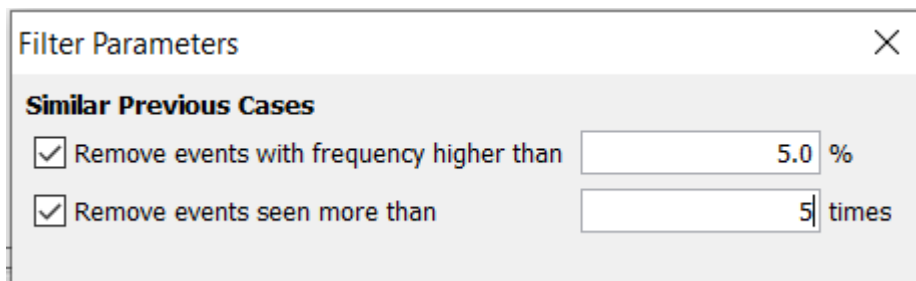 Filter Parameters
Similar Previous Cases
Remove events with frequency higher than 5.0 %
Remove events seen more than 5 times